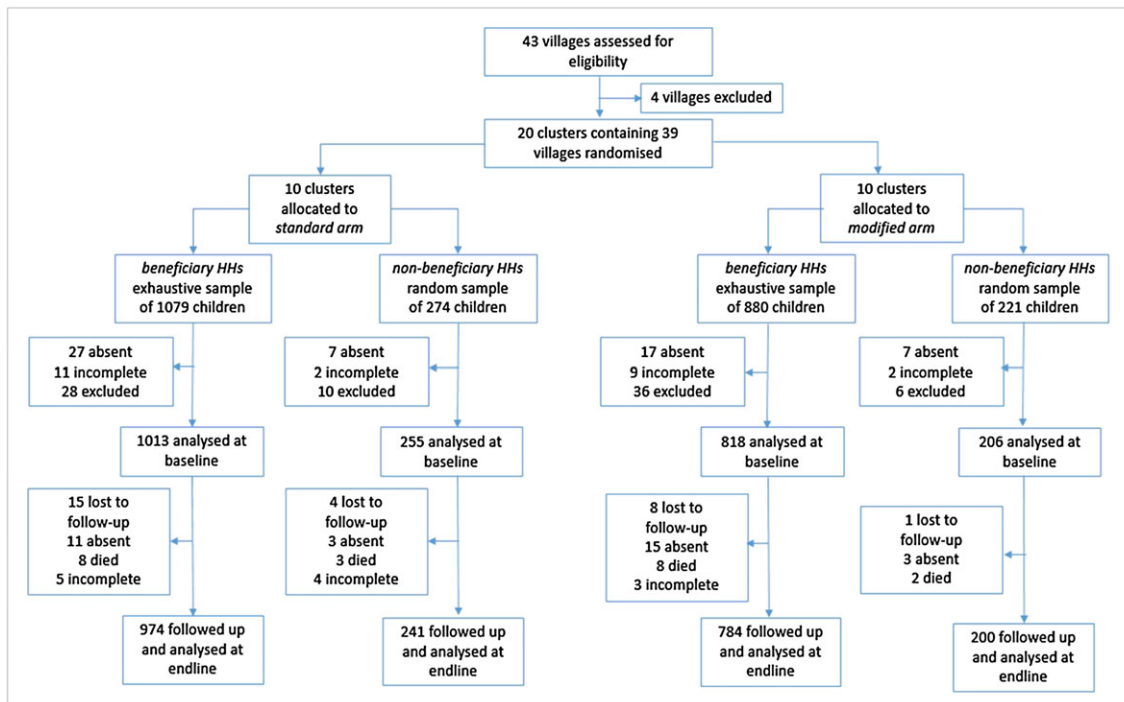 43 villages assessed for
eligibility
4 villages excluded
20 clusters containing 39
villages randomised
10 clusters
allocated to
standard arm
10 clusters
allocated to
modified arm
beneficiary HHs
exhaustive sample
of 1079 children
non-beneficiary HHs
random sample
of 274 children
beneficiary HHs
exhaustive sample
of 880 children
non-beneficiary HHs
random sample
of 221 children
27 absent
11 incomplete
28 excluded
7 absent
2 incomplete
10 excluded
17 absent
9 incomplete
36 excluded
7 absent
2 incomplete
6 excluded
1013 analysed at
baseline
255 analysed at
baseline
818 analysed at
baseline
206 analysed at
baseline
15 lost to
follow-up
11 absent
8 died
5 incomplete
4 lost to
follow-up
3 absent
3 died
4 incomplete
8 lost to
follow-up
15 absent
8 died
3 incomplete
1 lost to
follow-up
3 absent
2 died
974 followed up
and analysed at
endline
241 followed up
and analysed at
endline
784 followed up
and analysed at
endline
200 followed up
and analysed at
endline